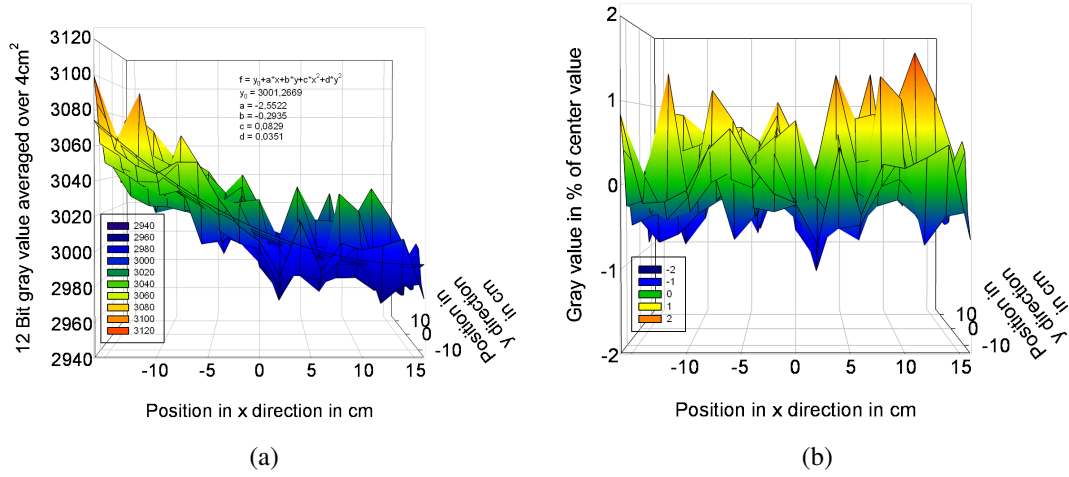 3120
3100
3080
3060
3040
3020
3000
2980
2960
2940
12 Bit gray value averaged over 4cm²
f = y₀+a*x+b*y+c*x²+d*y²
y₀ = 3001,2669
a = -2,5522
b = -0,2935
c = 0,0829
d = 0,0351
2940
2960
2980
3000
3020
3040
3060
3080
3100
3120
-10 -5 0 5 10 15
Position in x direction in cm
10
0
-10
Position in
y direction
in cm
(a)
2
1
0
-1
-2
Gray value in % of center value
-2
-1
0
1
2
-10 -5 0 5 10 15
Position in x direction in cm
10
0
-10
Position in
y direction
in cm
(b)